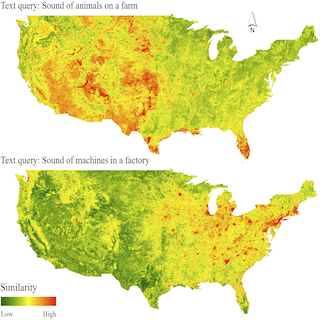 Text query: Sound of animals on a farm
N
Text query: Sound of machines in a factory
Similarity
Low High